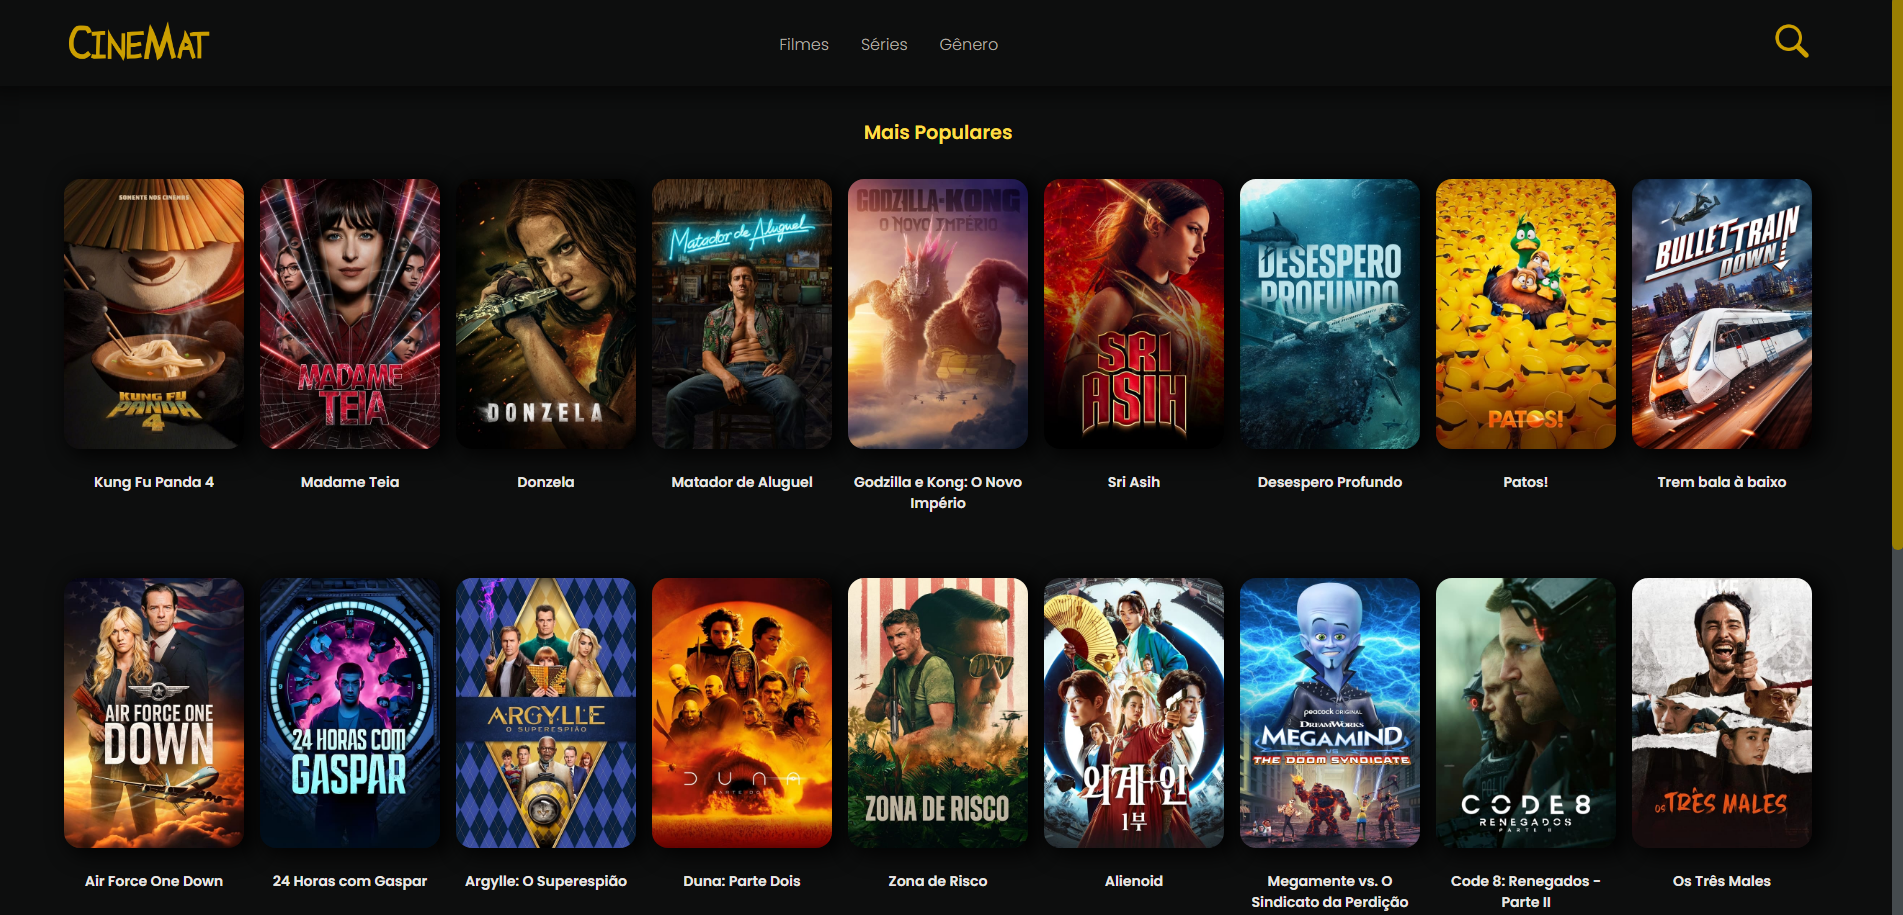 CINEMAT
Filmes Séries Gênero
Mais Populares
SOMENTE NOS CINEMAS
KUNG FU
PANDA
4
MADAME
TEIA
DONZELA
Matador de Aluguel
GODZILLA-KONG
O NOVO IMPÉRIO
SRI
ASIH
DESESPERO
PROFUNDO
PATOS!
BULLET TRAIN
DOWN!
Kung Fu Panda 4
Madame Teia
Donzela
Matador de Aluguel
Godzilla e Kong: O Novo
Império
Sri Asih
Desespero Profundo
Patos!
Trem bala à baixo
AIR FORCE ONE
DOWN
12
24 HORAS COM
GASPAR
ARGYLLE
O SUPERESPIÃO
DUNA
PARTE DOIS
ZONA DE RISCO
외계+인
1부
peacock ORIGINAL
DREAMWORKS
MEGAMIND
VS
THE DOOM SYNDICATE
CODE 8
RENEGADOS
PARTE II
OS TRÊS MALES
Air Force One Down
24 Horas com Gaspar
Argylle: O Superespião
Duna: Parte Dois
Zona de Risco
Alienoid
Megamente vs. O
Sindicato da Perdição
Code 8: Renegados -
Parte II
Os Três Males